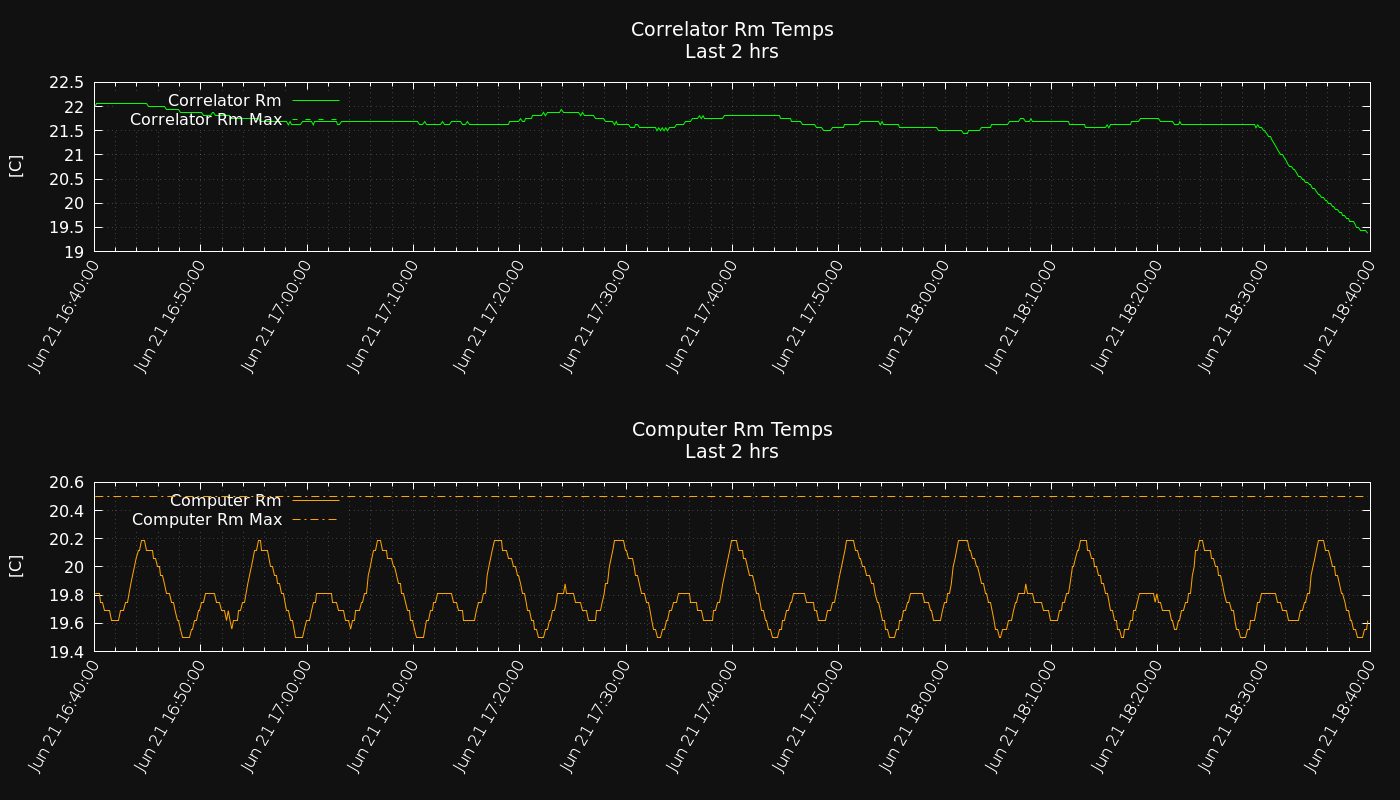 Correlator Rm Temps
Last 2 hrs
22.5
22
21.5
21
20.5
20
19.5
19
[C]
Correlator Rm
Correlator Rm Max
Jun 21 16:40:00
Jun 21 16:50:00
Jun 21 17:00:00
Jun 21 17:10:00
Jun 21 17:20:00
Jun 21 17:30:00
Jun 21 17:40:00
Jun 21 17:50:00
Jun 21 18:00:00
Jun 21 18:10:00
Jun 21 18:20:00
Jun 21 18:30:00
Jun 21 18:40:00
Computer Rm Temps
Last 2 hrs
20.6
20.4
20.2
20
19.8
19.6
19.4
[C]
Computer Rm
Computer Rm Max
Jun 21 16:40:00
Jun 21 16:50:00
Jun 21 17:00:00
Jun 21 17:10:00
Jun 21 17:20:00
Jun 21 17:30:00
Jun 21 17:40:00
Jun 21 17:50:00
Jun 21 18:00:00
Jun 21 18:10:00
Jun 21 18:20:00
Jun 21 18:30:00
Jun 21 18:40:00